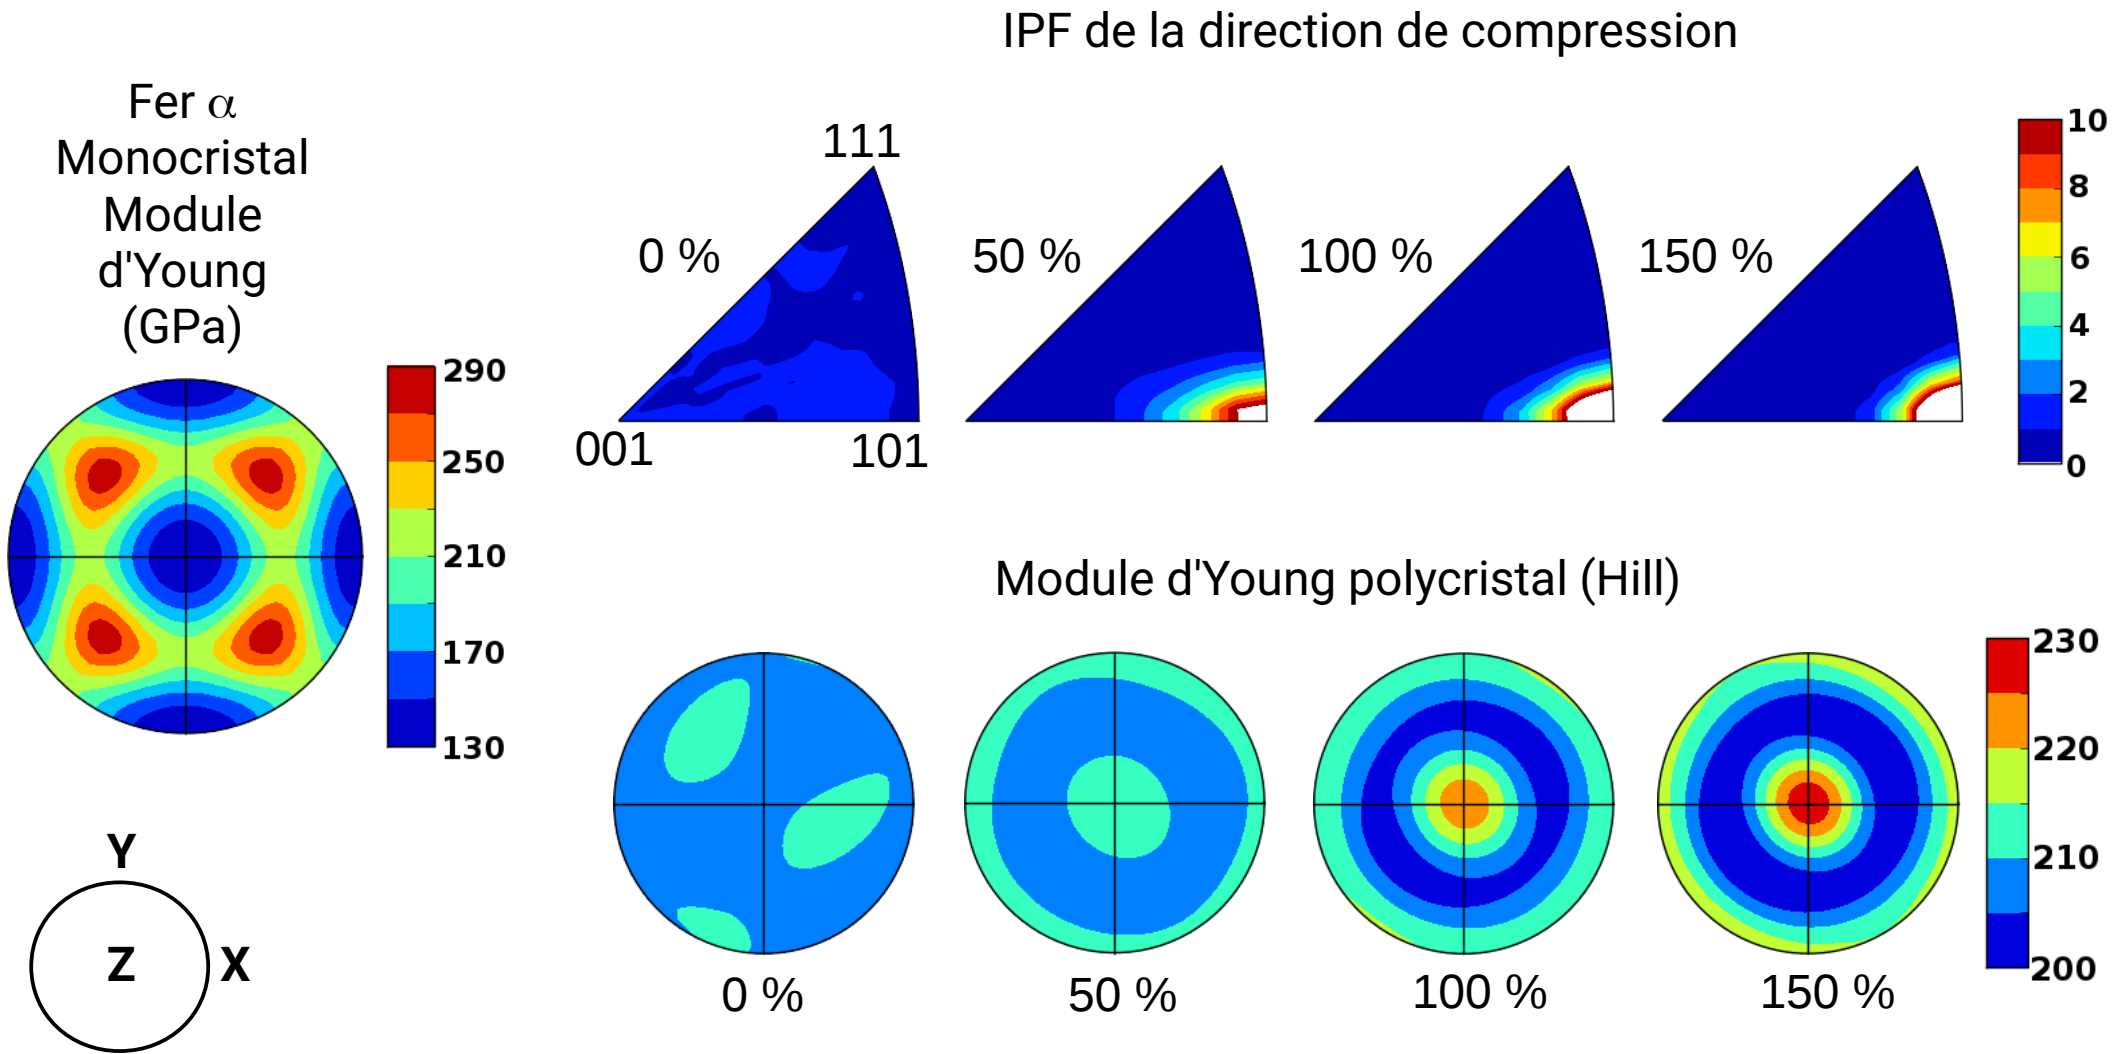 IPF de la direction de compression
Fer α
Monocristal
Module
d'Young
(GPa)
290
250
210
170
130
111
0 %
50 %
100 %
150 %
001
101
10
8
6
4
2
0
Module d'Young polycristal (Hill)
230
220
210
200
0 %
50 %
100 %
150 %
Y
Z
X